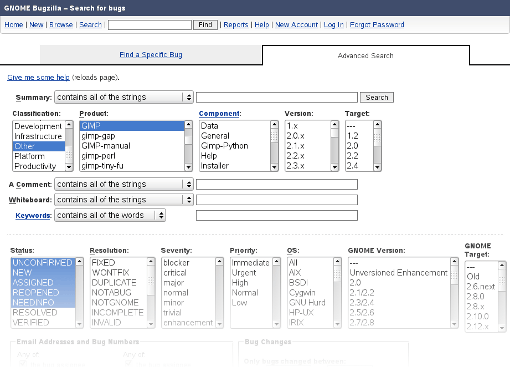 GNOME Bugzilla – Search for bugs
Home | New | Browse | Search | Find | Reports | Help | New Account | Log In | Forgot Password
Find a Specific Bug
Advanced Search
Give me some help (reloads page).
Summary: contains all of the strings Search
Classification: Product: Component: Version: Target:
Development GIMP Data 1.x ---
Infrastructure gimp-gap General 2.0.x 1.2
Other GIMP-manual Gimp-Python 2.1.x 2.0
Platform gimp-perl Help 2.2.x 2.2
Productivity gimp-tiny-fu Installer 2.3.x 2.4
A Comment: contains all of the strings
Whiteboard: contains all of the strings
Keywords: contains all of the words
Status: Resolution: Severity: Priority: OS: GNOME Version: GNOME Target:
UNCONFIRMED FIXED blocker Immediate All --- ---
NEW WONTFIX critical Urgent AIX Unversioned Enhancement Old
ASSIGNED DUPLICATE major High BSDI 2.0 2.6.next
REOPENED NOTABUG normal Normal Cygwin 2.1/2.2 2.8.0
NEEDINFO NOTGNOME minor Low GNU Hurd 2.3/2.4 2.8.x
RESOLVED INCOMPLETE trivial HP-UX 2.5/2.6 2.10.0
VERIFIED INVALID enhancement IRIX 2.7/2.8 2.12.x
Email Addresses and Bug Numbers Bug Changes
Any of: Any of: